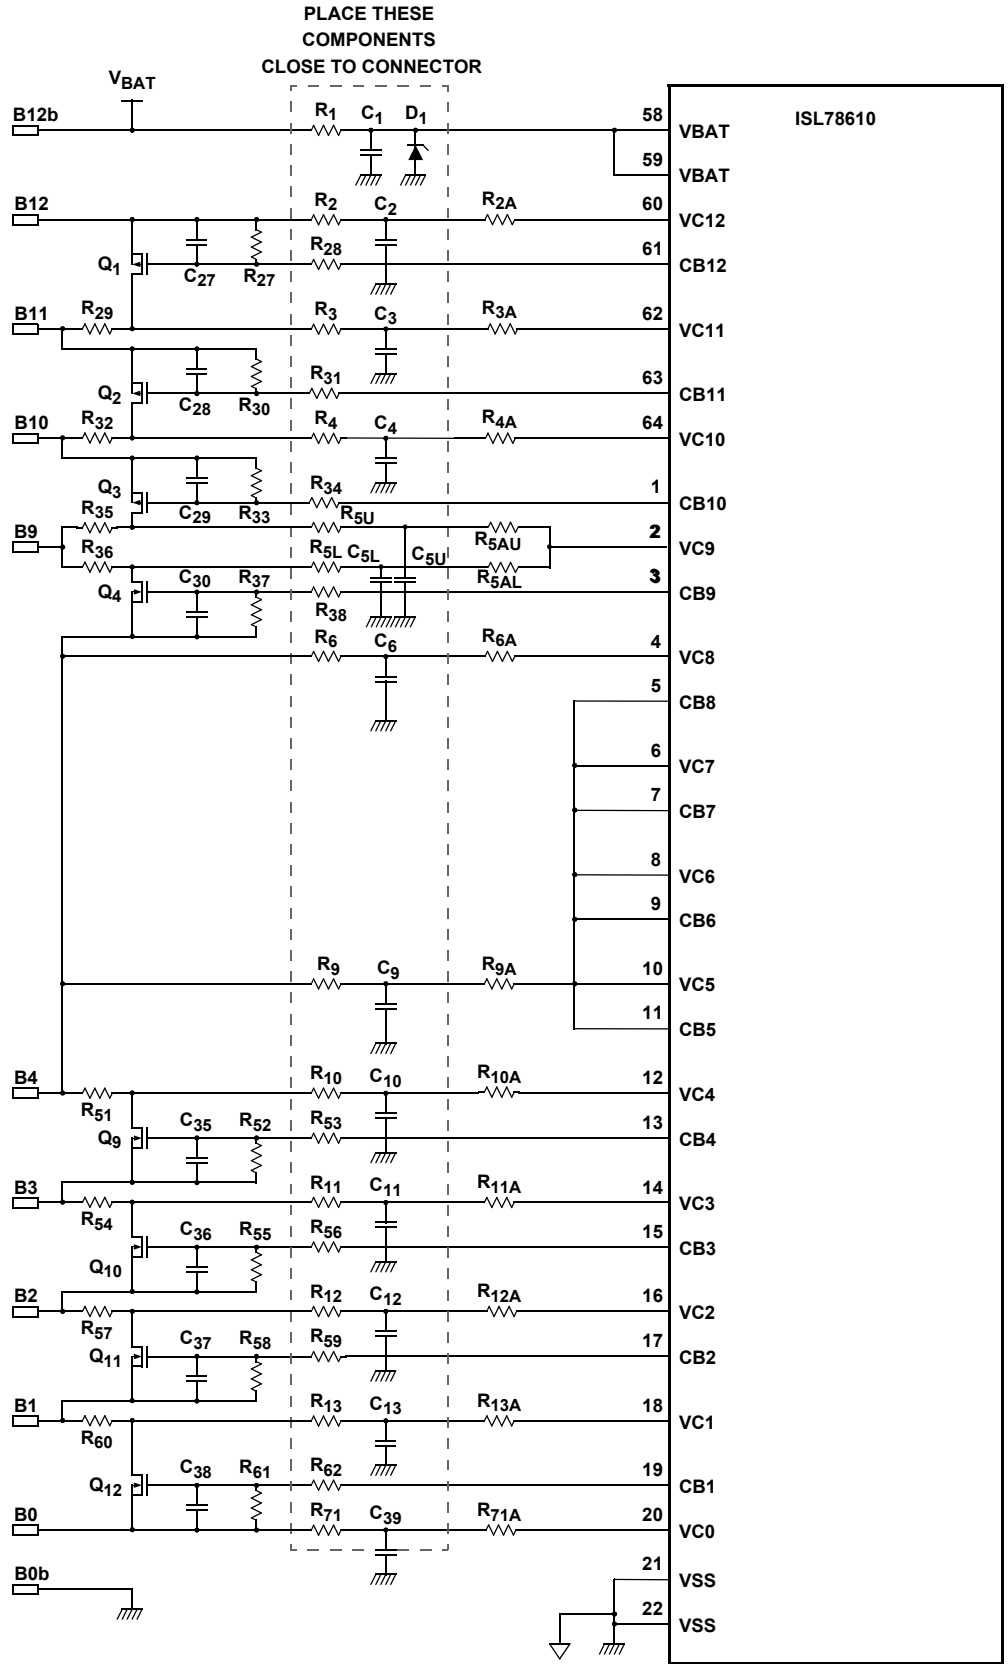 PLACE THESE
COMPONENTS
CLOSE TO CONNECTOR
VBAT
B12b
R1
C1
D1
58
VBAT
ISL78610
59
VBAT
B12
R2
C2
R2A
60
VC12
Q1
C27
R27
R28
61
CB12
B11
R29
R3
C3
R3A
62
VC11
Q2
C28
R30
R31
63
CB11
B10
R32
R4
C4
R4A
64
VC10
Q3
C29
R33
R34
1
CB10
R35
R5U
R5AU
B9
2
VC9
R36
R5L
C5L
C5U
R5AL
Q4
C30
R37
R38
3
CB9
R6
C6
R6A
4
VC8
5
CB8
6
VC7
7
CB7
8
VC6
9
CB6
R9
C9
R9A
10
VC5
11
CB5
B4
R51
R10
C10
R10A
12
VC4
Q9
C35
R52
R53
13
CB4
B3
R54
R11
C11
R11A
14
VC3
Q10
C36
R55
R56
15
CB3
B2
R57
R12
C12
R12A
16
VC2
Q11
C37
R58
R59
17
CB2
B1
R60
R13
C13
R13A
18
VC1
Q12
C38
R61
R62
19
CB1
B0
R71
C39
R71A
20
VC0
B0b
21
VSS
22
VSS